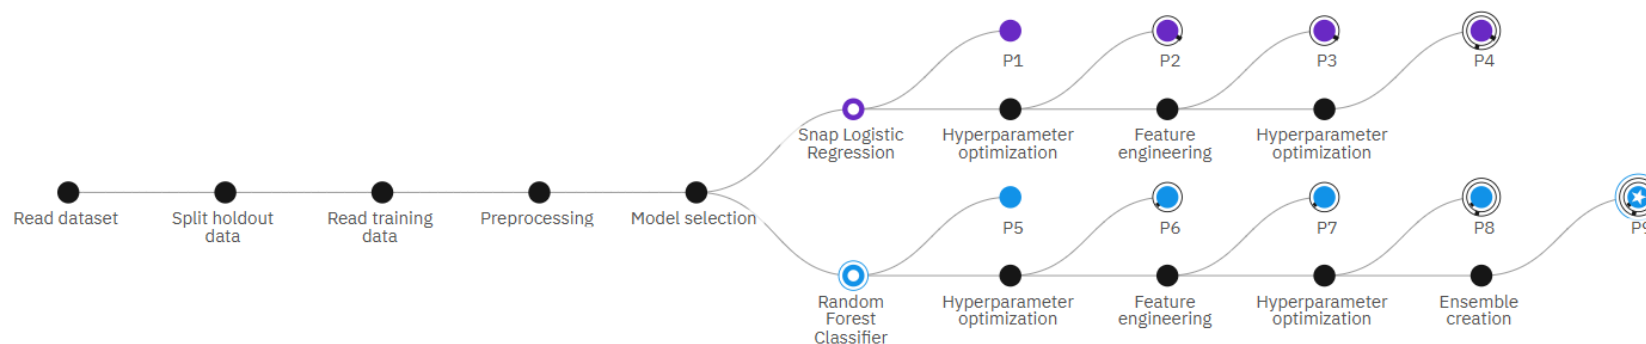 P1
P2
P3
P4
Snap Logistic
Regression
Hyperparameter
optimization
Feature
engineering
Hyperparameter
optimization
Read dataset
Split holdout
data
Read training
data
Preprocessing
Model selection
P5
P6
P7
P8
P9
Random
Forest
Classifier
Hyperparameter
optimization
Feature
engineering
Hyperparameter
optimization
Ensemble
creation